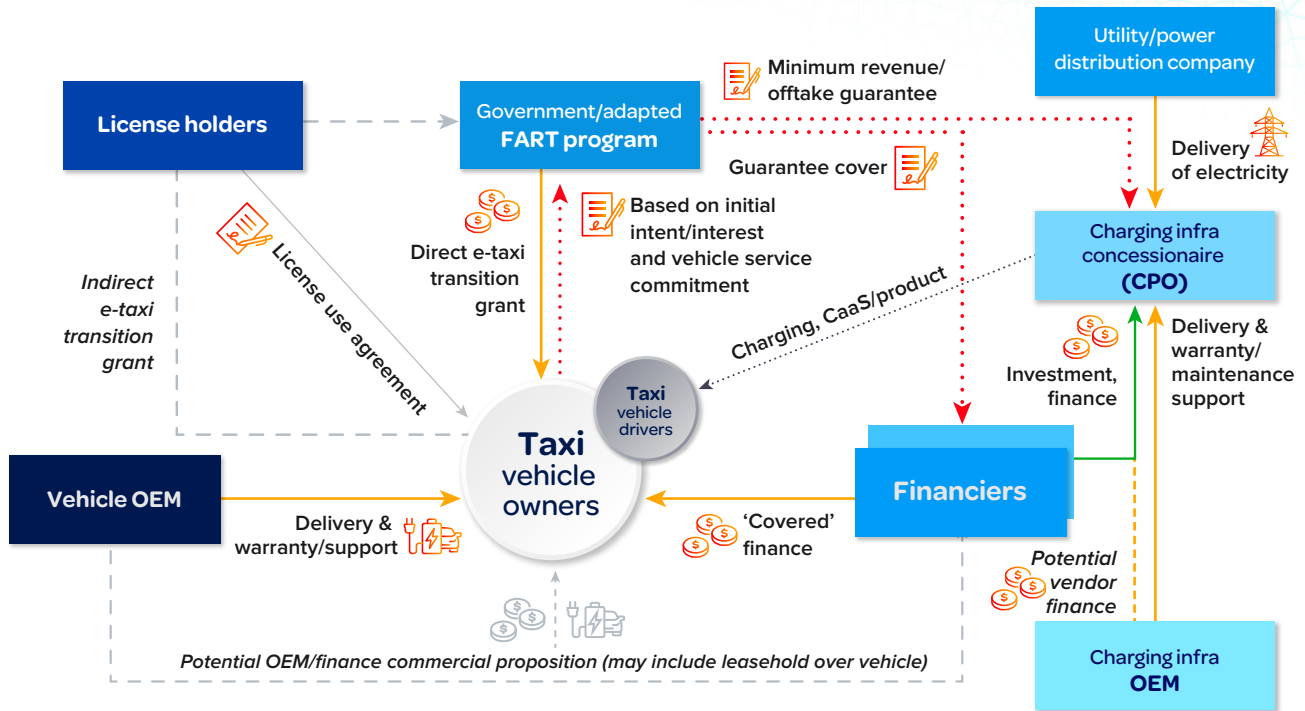 Utility/power
distribution company
License holders
Government/adapted
FART program
Minimum revenue/
offtake guarantee
Guarantee cover
Delivery
of electricity
Based on initial
intent/interest
and vehicle service
commitment
Direct e-taxi
transition
grant
Indirect
e-taxi
transition
grant
License use agreement
Charging infra
concessionaire
(CPO)
Charging, CaaS/product
Investment,
finance
Delivery &
warranty/
maintenance
support
Taxi
vehicle
drivers
Taxi
vehicle
owners
Vehicle OEM
Delivery &
warranty/support
Financiers
‘Covered’
finance
Potential
vendor
finance
Potential OEM/finance commercial proposition (may include leasehold over vehicle)
Charging infra
OEM